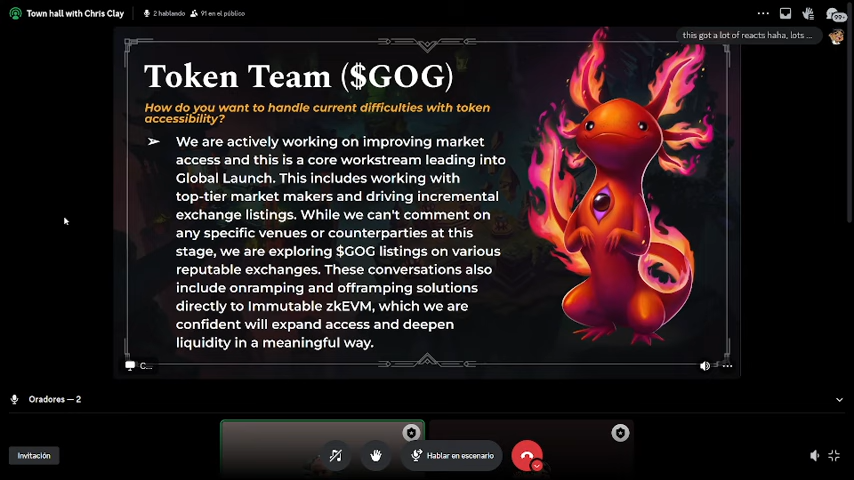 Town hall with Chris Clay
2 hablando
91 en el público
99+
this got a lot of reacts haha, lots ...
Token Team ($GOG)
How do you want to handle current difficulties with token
accessibility?
➢ We are actively working on improving market
access and this is a core workstream leading into
Global Launch. This includes working with
top-tier market makers and driving incremental
exchange listings. While we can't comment on
any specific venues or counterparties at this
stage, we are exploring $GOG listings on various
reputable exchanges. These conversations also
include onramping and offramping solutions
directly to Immutable zkEVM, which we are
confident will expand access and deepen
liquidity in a meaningful way.
C...
Oradores — 2
Invitación
Hablar en escenario